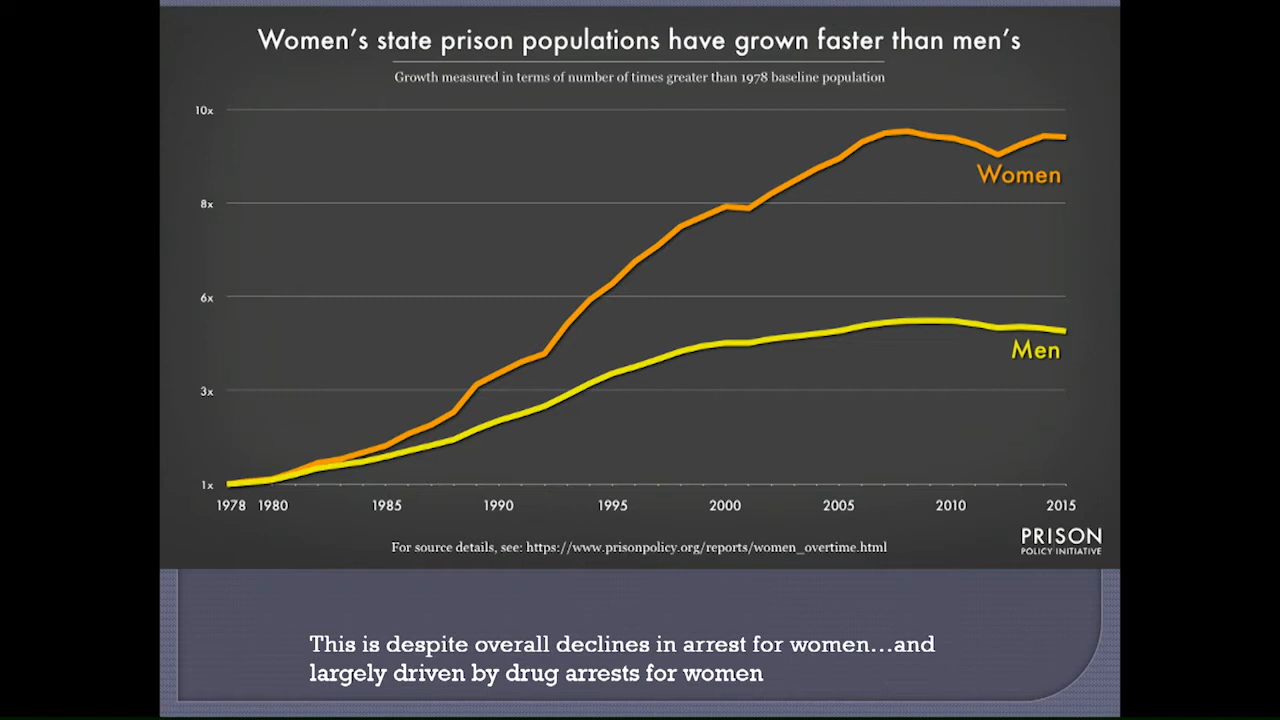 Women's state prison populations have grown faster than men's
Growth measured in terms of number of times greater than 1978 baseline population
10x
Women
8x
6x
Men
3x
1x
1978 1980 1985 1990 1995 2000 2005 2010 2015
PRISON
POLICY INITIATIVE
For source details, see: https://www.prisonpolicy.org/reports/women_overtime.html
This is despite overall declines in arrest for women…and
largely driven by drug arrests for women